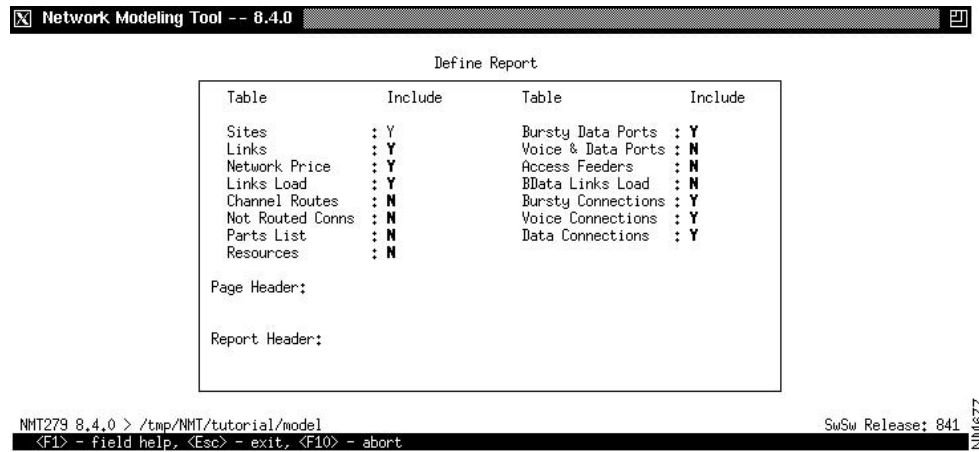 Network Modeling Tool -- 8.4.0
Define Report
Table Include Table Include
Sites : Y Bursty Data Ports : Y
Links : Y Voice & Data Ports : N
Network Price : Y Access Feeders : N
Links Load : Y BData Links Load : N
Channel Routes : N Bursty Connections : Y
Not Routed Conns : N Voice Connections : Y
Parts List : N Data Connections : Y
Resources : N
Page Header:
Report Header:
NMT279 8.4.0 > /tmp/NMT/tutorial/model SwSw Release: 841
<F1> - field help, <Esc> - exit, <F10> - abort